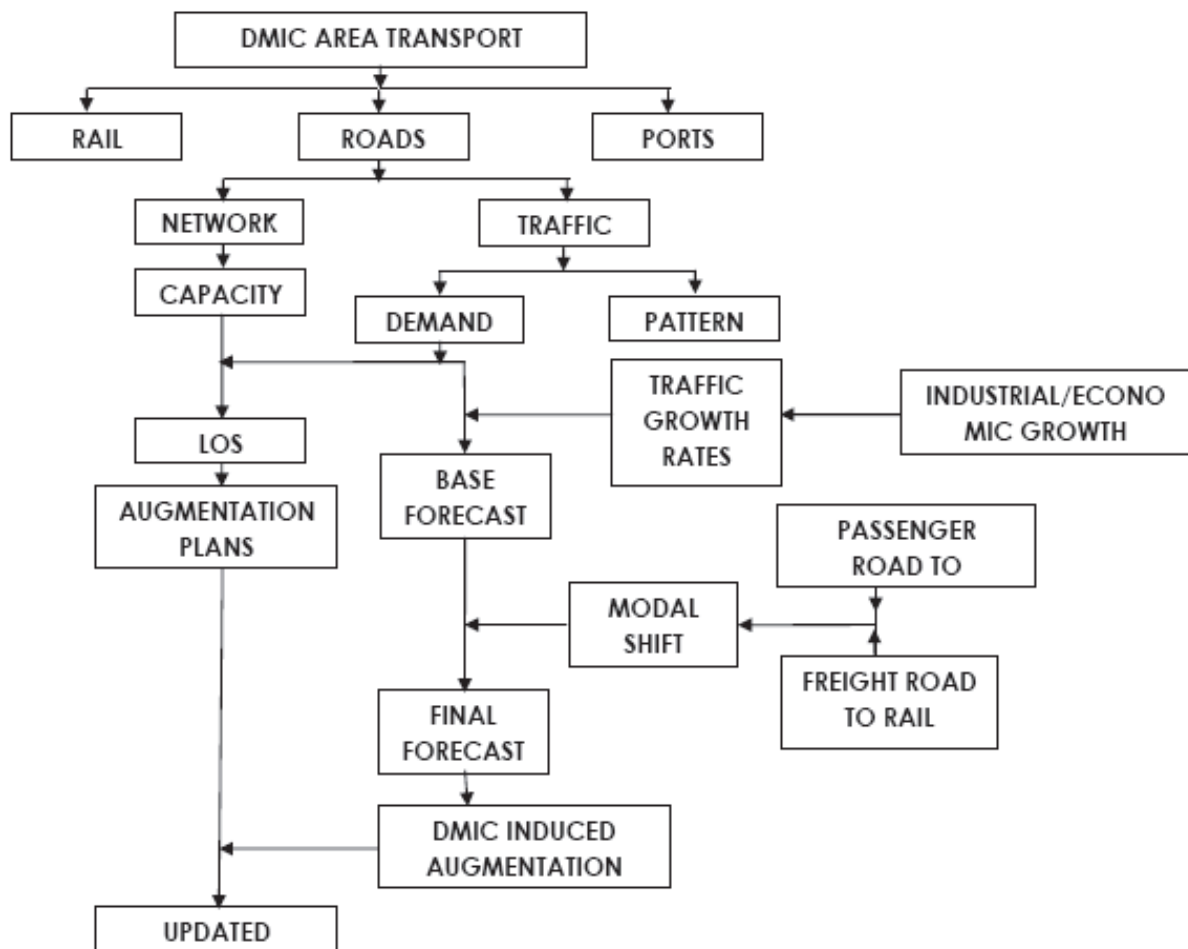 DMIC AREA TRANSPORT
RAIL
ROADS
PORTS
NETWORK
TRAFFIC
CAPACITY
DEMAND
PATTERN
TRAFFIC
GROWTH
RATES
INDUSTRIAL/ECONO
MIC GROWTH
LOS
BASE
FORECAST
AUGMENTATION
PLANS
PASSENGER
ROAD TO
MODAL
SHIFT
FREIGHT ROAD
TO RAIL
FINAL
FORECAST
DMIC INDUCED
AUGMENTATION
UPDATED